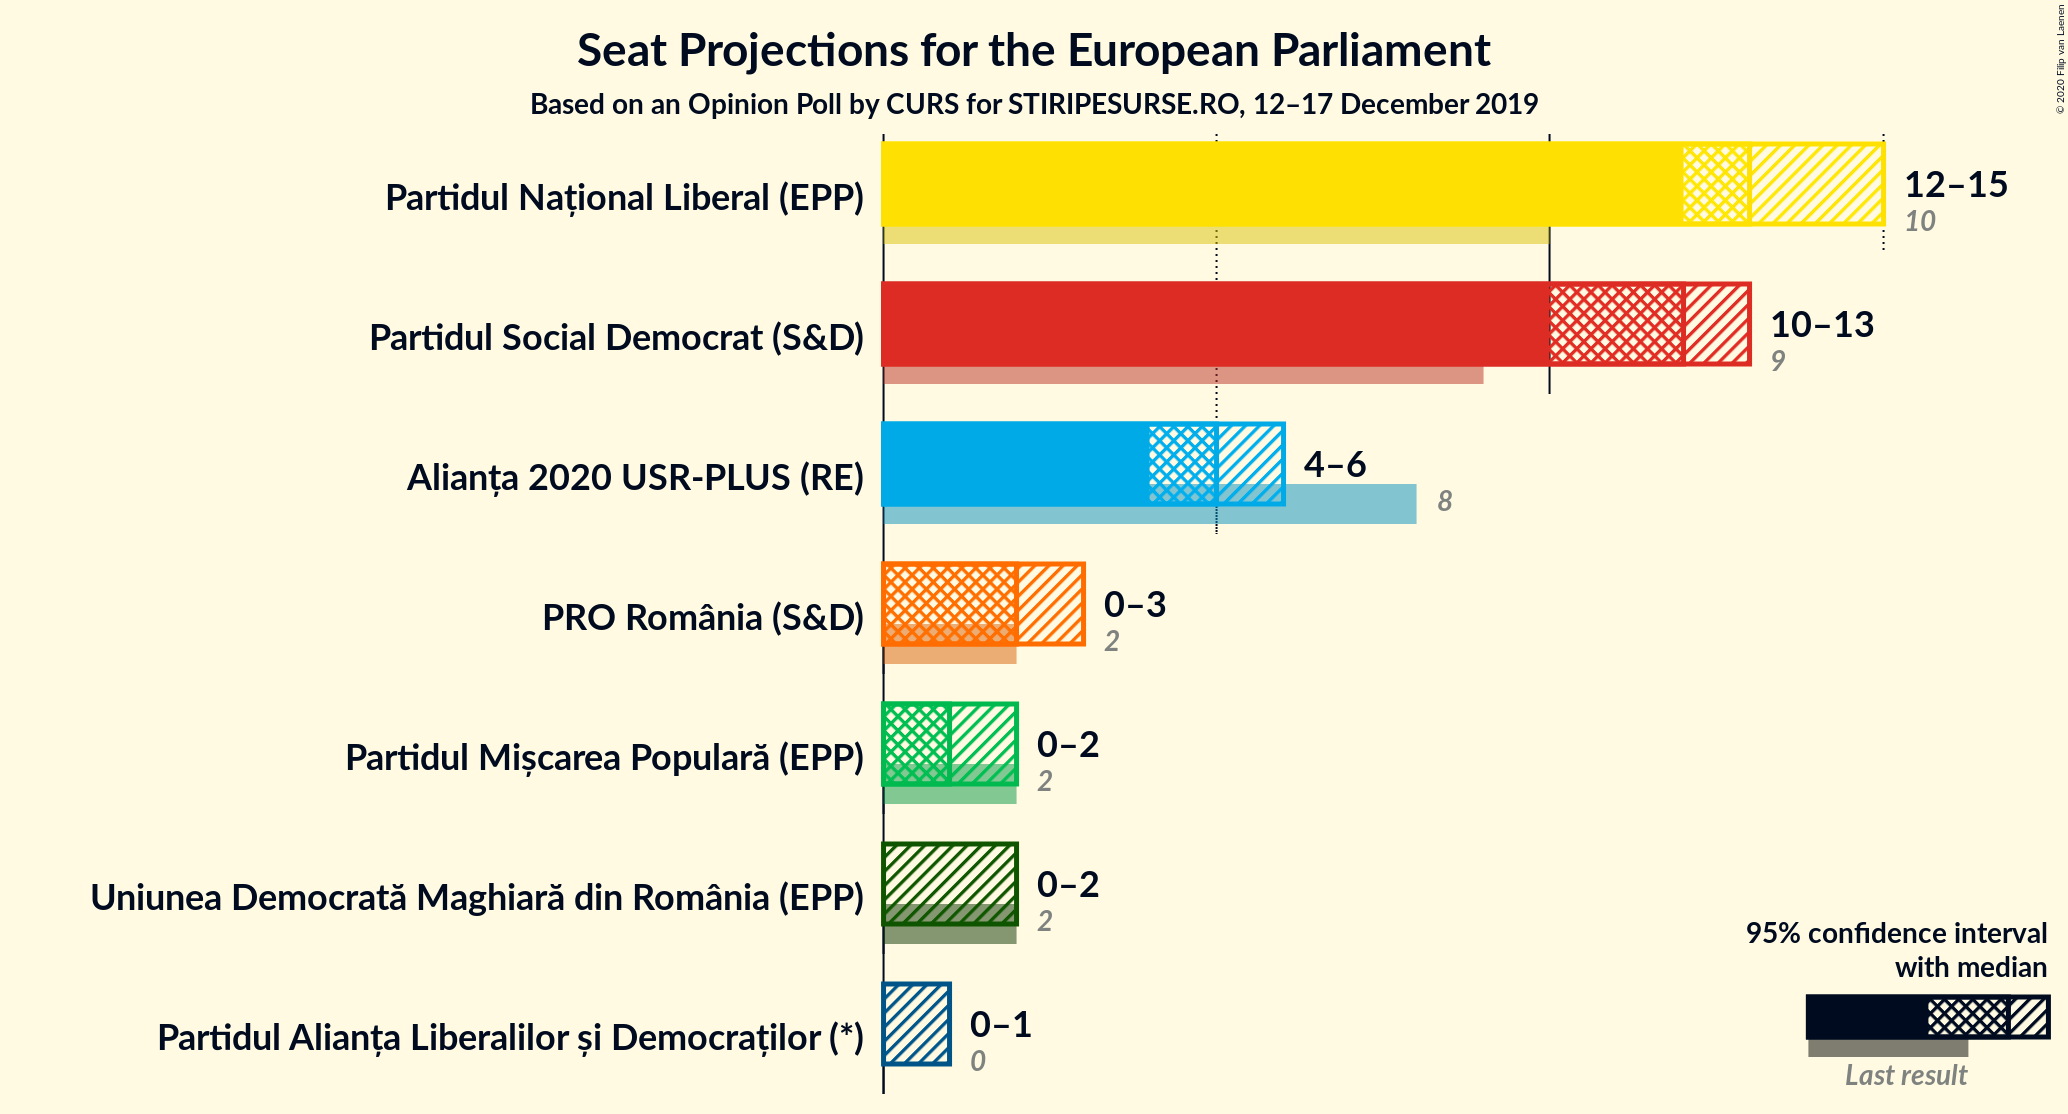 Seat Projections for the European Parliament
Based on an Opinion Poll by CURS for STIRIPESURSE.RO, 12–17 December 2019
© 2020 Filip van Laenen
Partidul Național Liberal (EPP)
12–15
10
Partidul Social Democrat (S&D)
10–13
9
Alianța 2020 USR-PLUS (RE)
4–6
8
PRO România (S&D)
0–3
2
Partidul Mișcarea Populară (EPP)
0–2
2
Uniunea Democrată Maghiară din România (EPP)
0–2
2
Partidul Alianța Liberalilor și Democraților (*)
0–1
0
95% confidence interval
with median
Last result